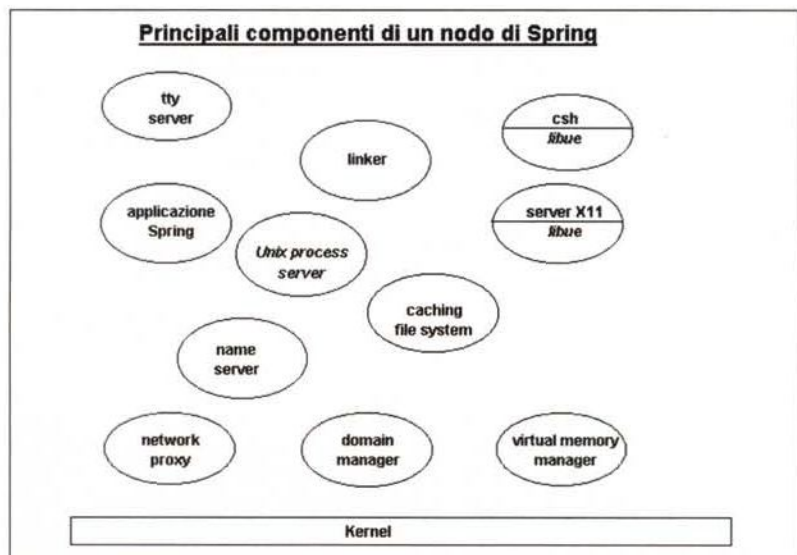 Principali componenti di un nodo di Spring
tty
server
csh
libue
linker
applicazione
Spring
server X11
libue
Unix process
server
caching
file system
name
server
network
proxy
domain
manager
virtual memory
manager
Kernel